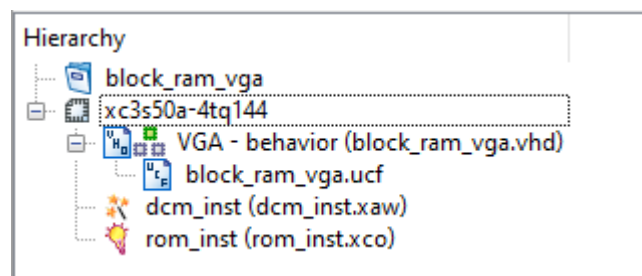 Hierarchy
block_ram_vga
xc3s50a-4tq144
VGA - behavior (block_ram_vga.vhd)
block_ram_vga.ucf
dcm_inst (dcm_inst.xaw)
rom_inst (rom_inst.xco)